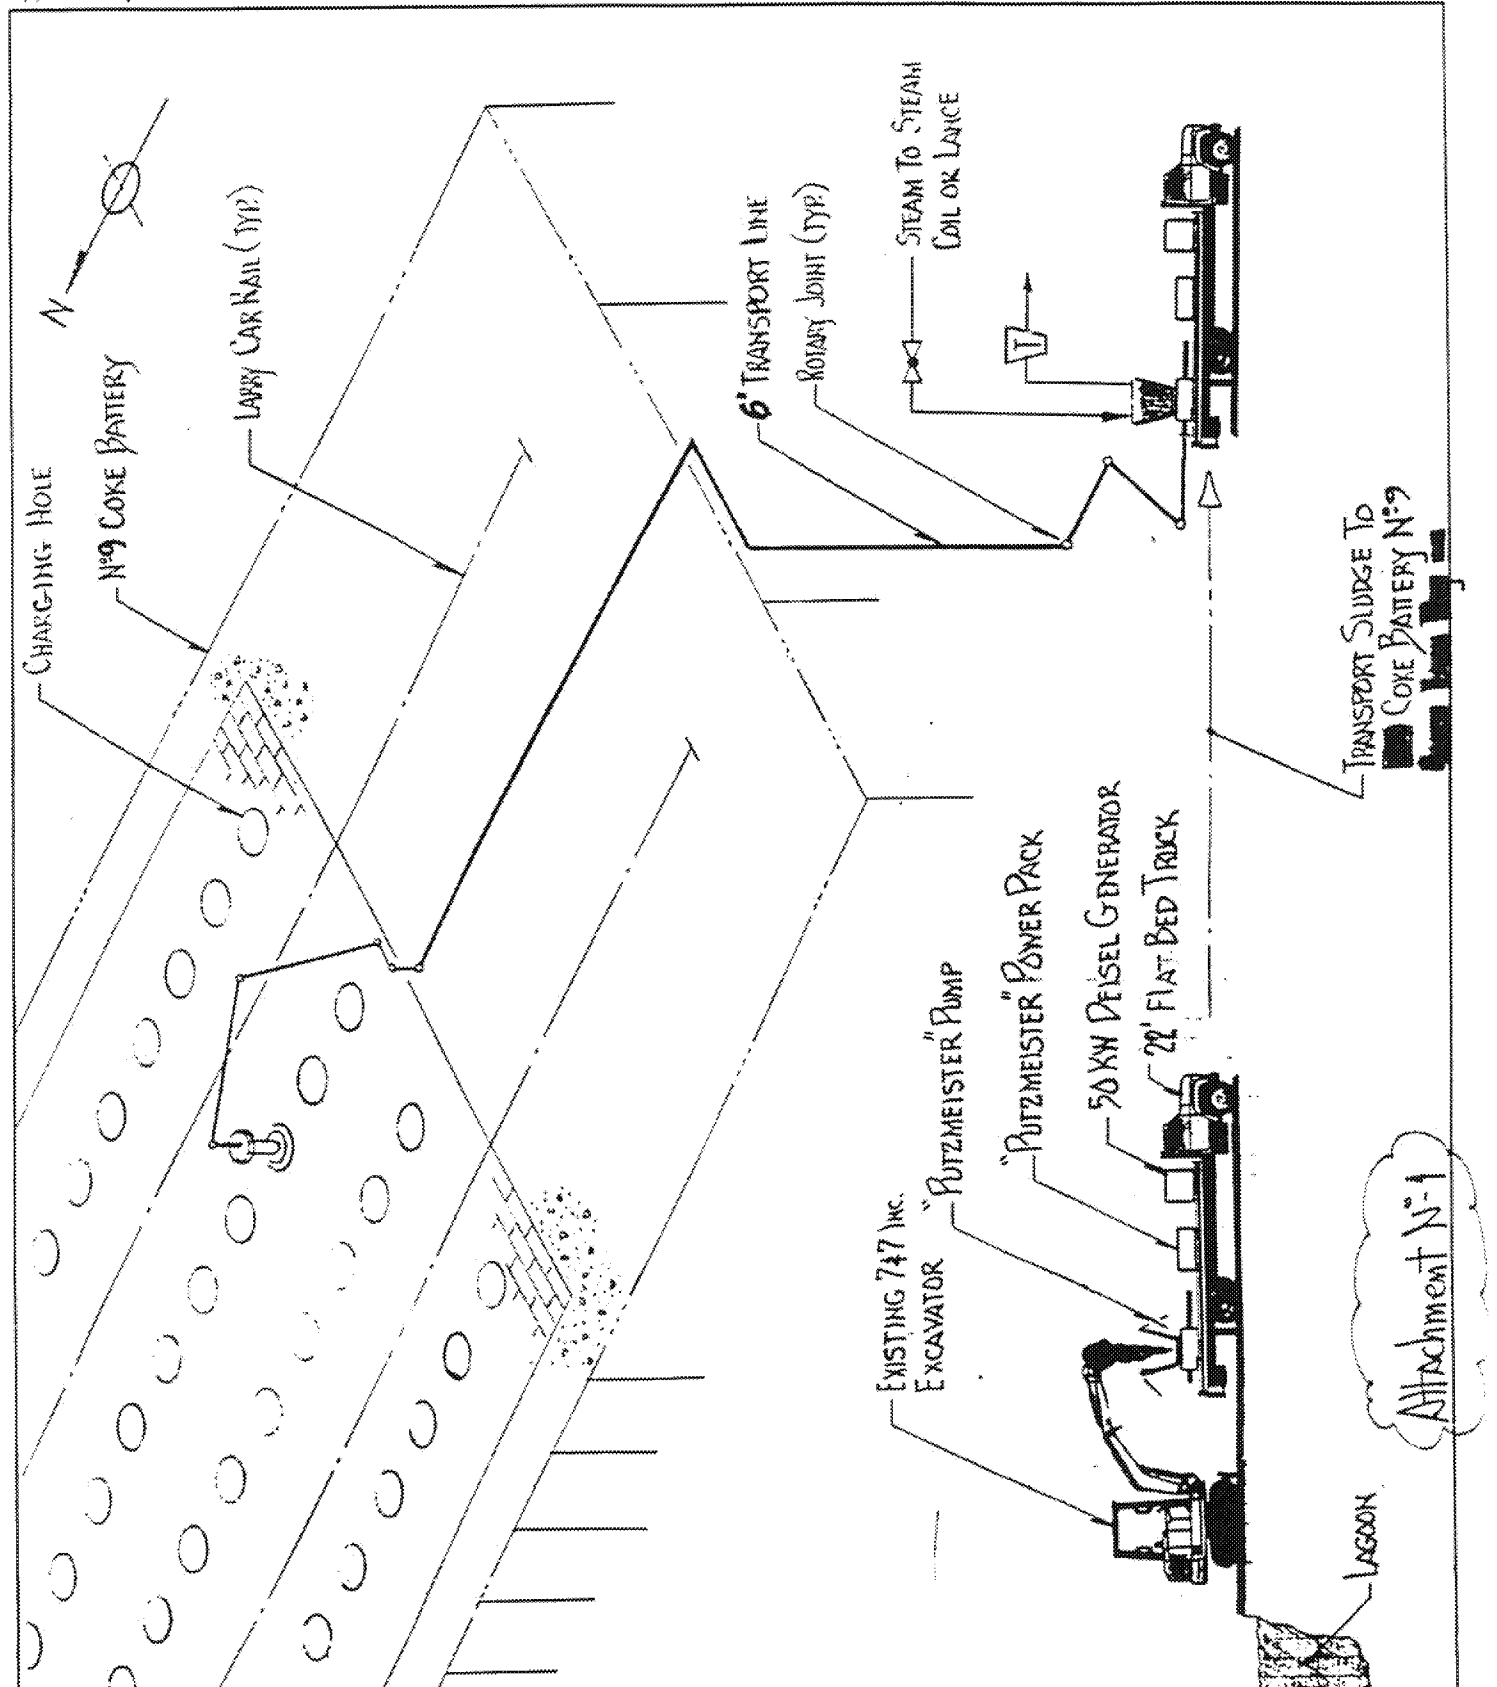 N
CHARGING HOLE
Nº9 COKE BATTERY
LARRY CAR RAIL (TYP.)
6" TRANSPORT LINE
ROTARY JOINT (TYP.)
STEAM TO STEAM
COIL OR LANCE
T
TRANSPORT SLUDGE TO
COKE BATTERY Nº9
EXISTING 747 INC.
EXCAVATOR
"PUTZMEISTER" PUMP
"PUTZMEISTER" POWER PACK
50 KW DEISEL GENERATOR
22' FLAT BED TRUCK
LAGOON
Attachment Nº-1